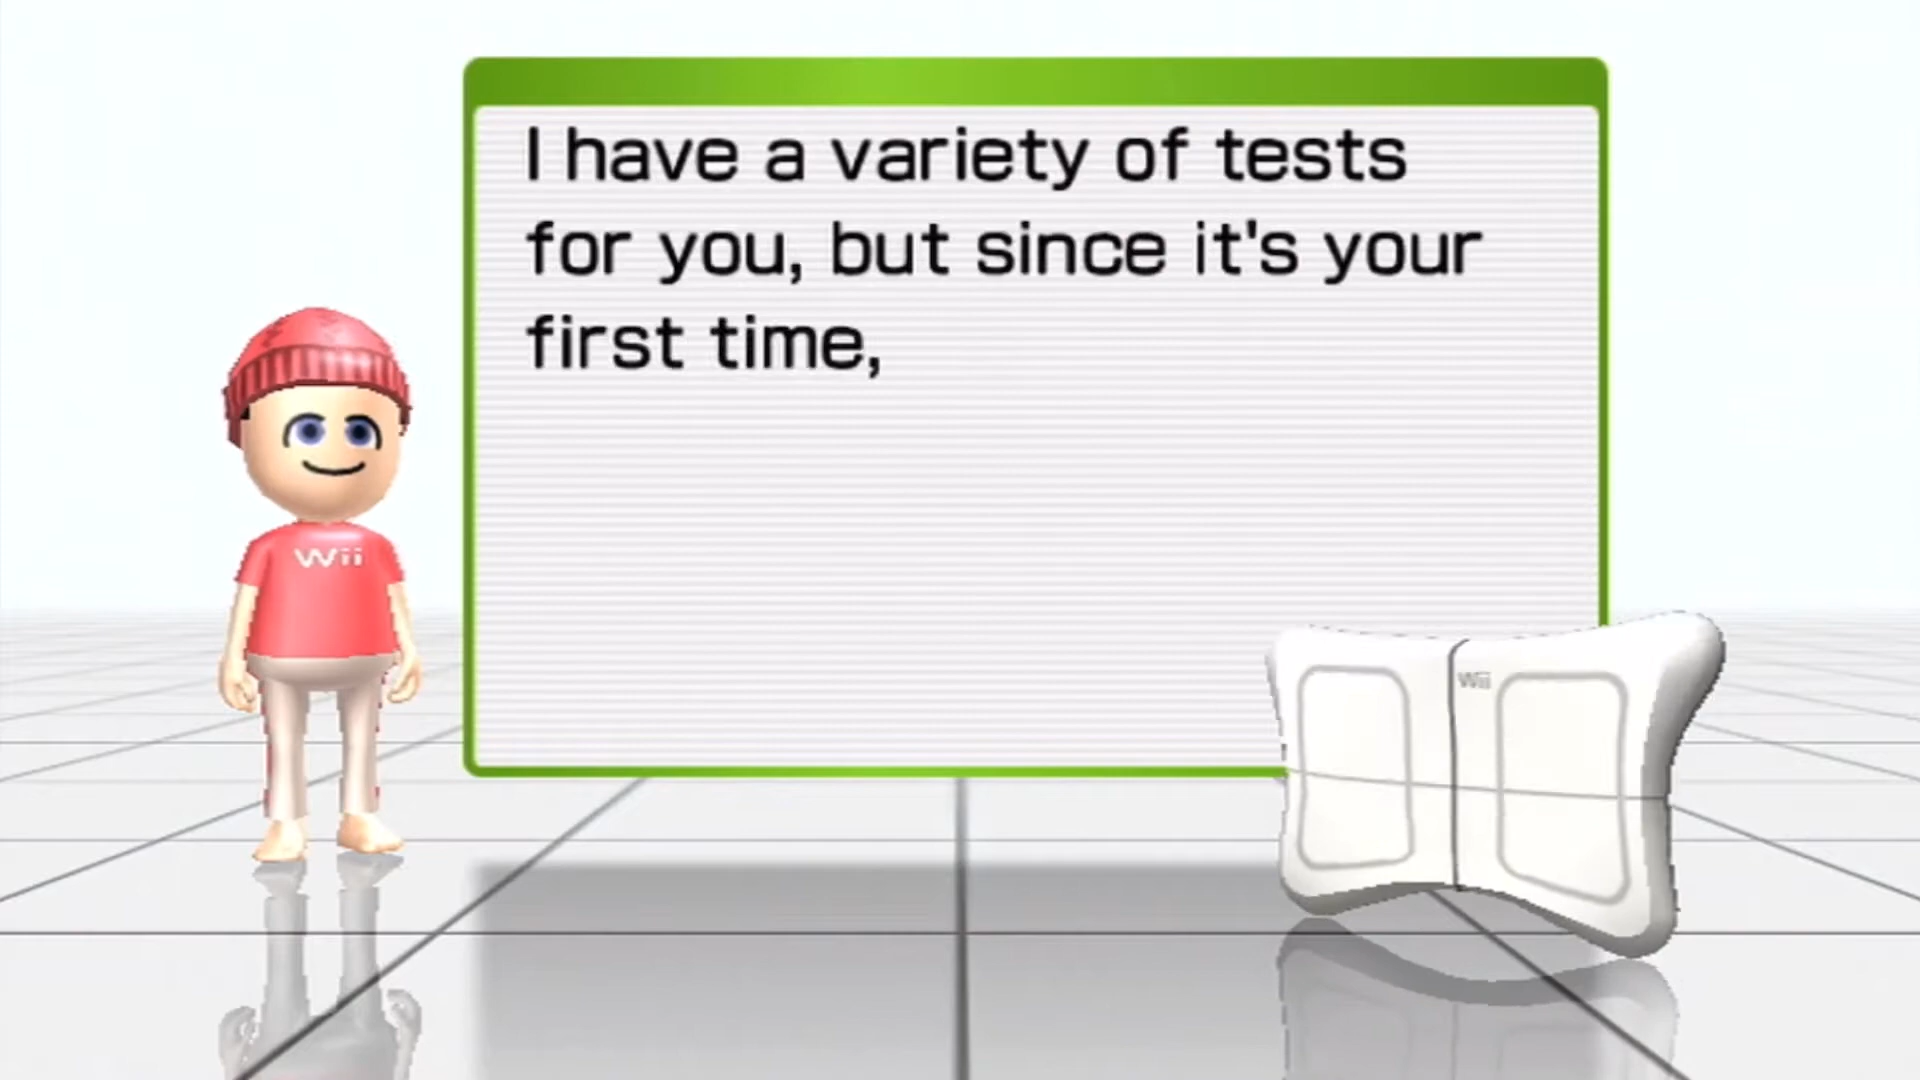 I have a variety of tests
for you, but since it's your
first time,
Wii
Wii